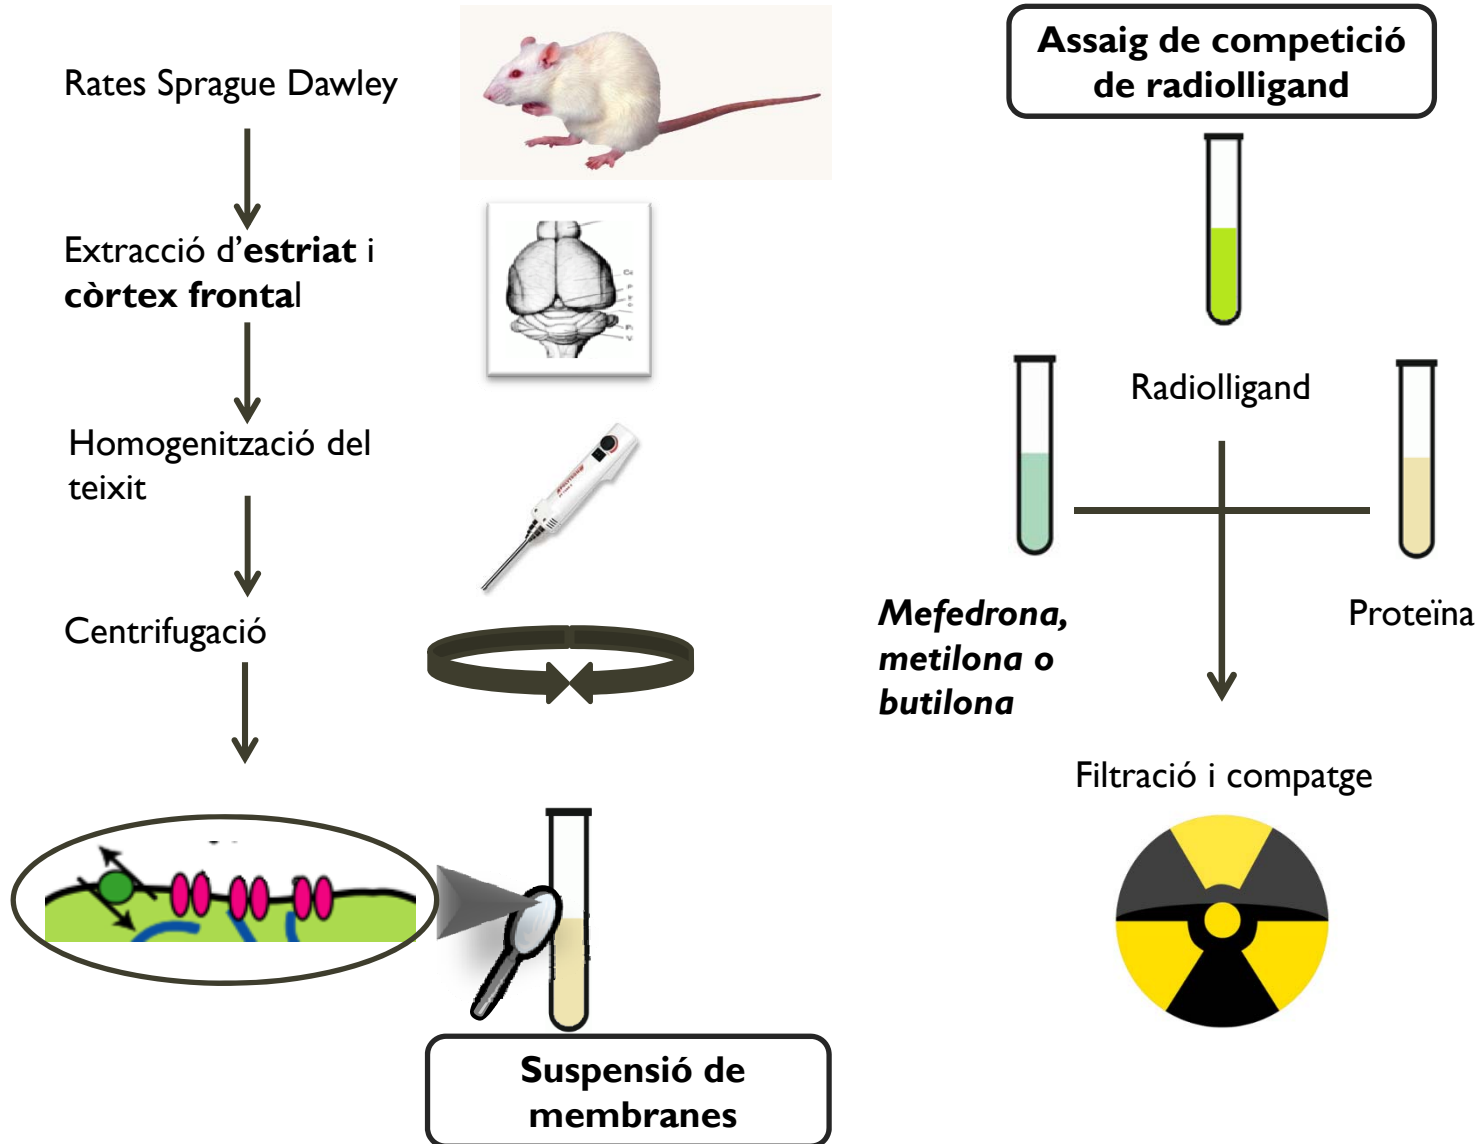 Rates Sprague Dawley
Extracció d'estriat i
còrtex frontal
Homogenització del
teixit
Centrifugació
Suspensió de
membranes
Assaig de competició
de radiolligand
Radiolligand
Mefedrona,
metilona o
butilona
Proteïna
Filtració i compatge